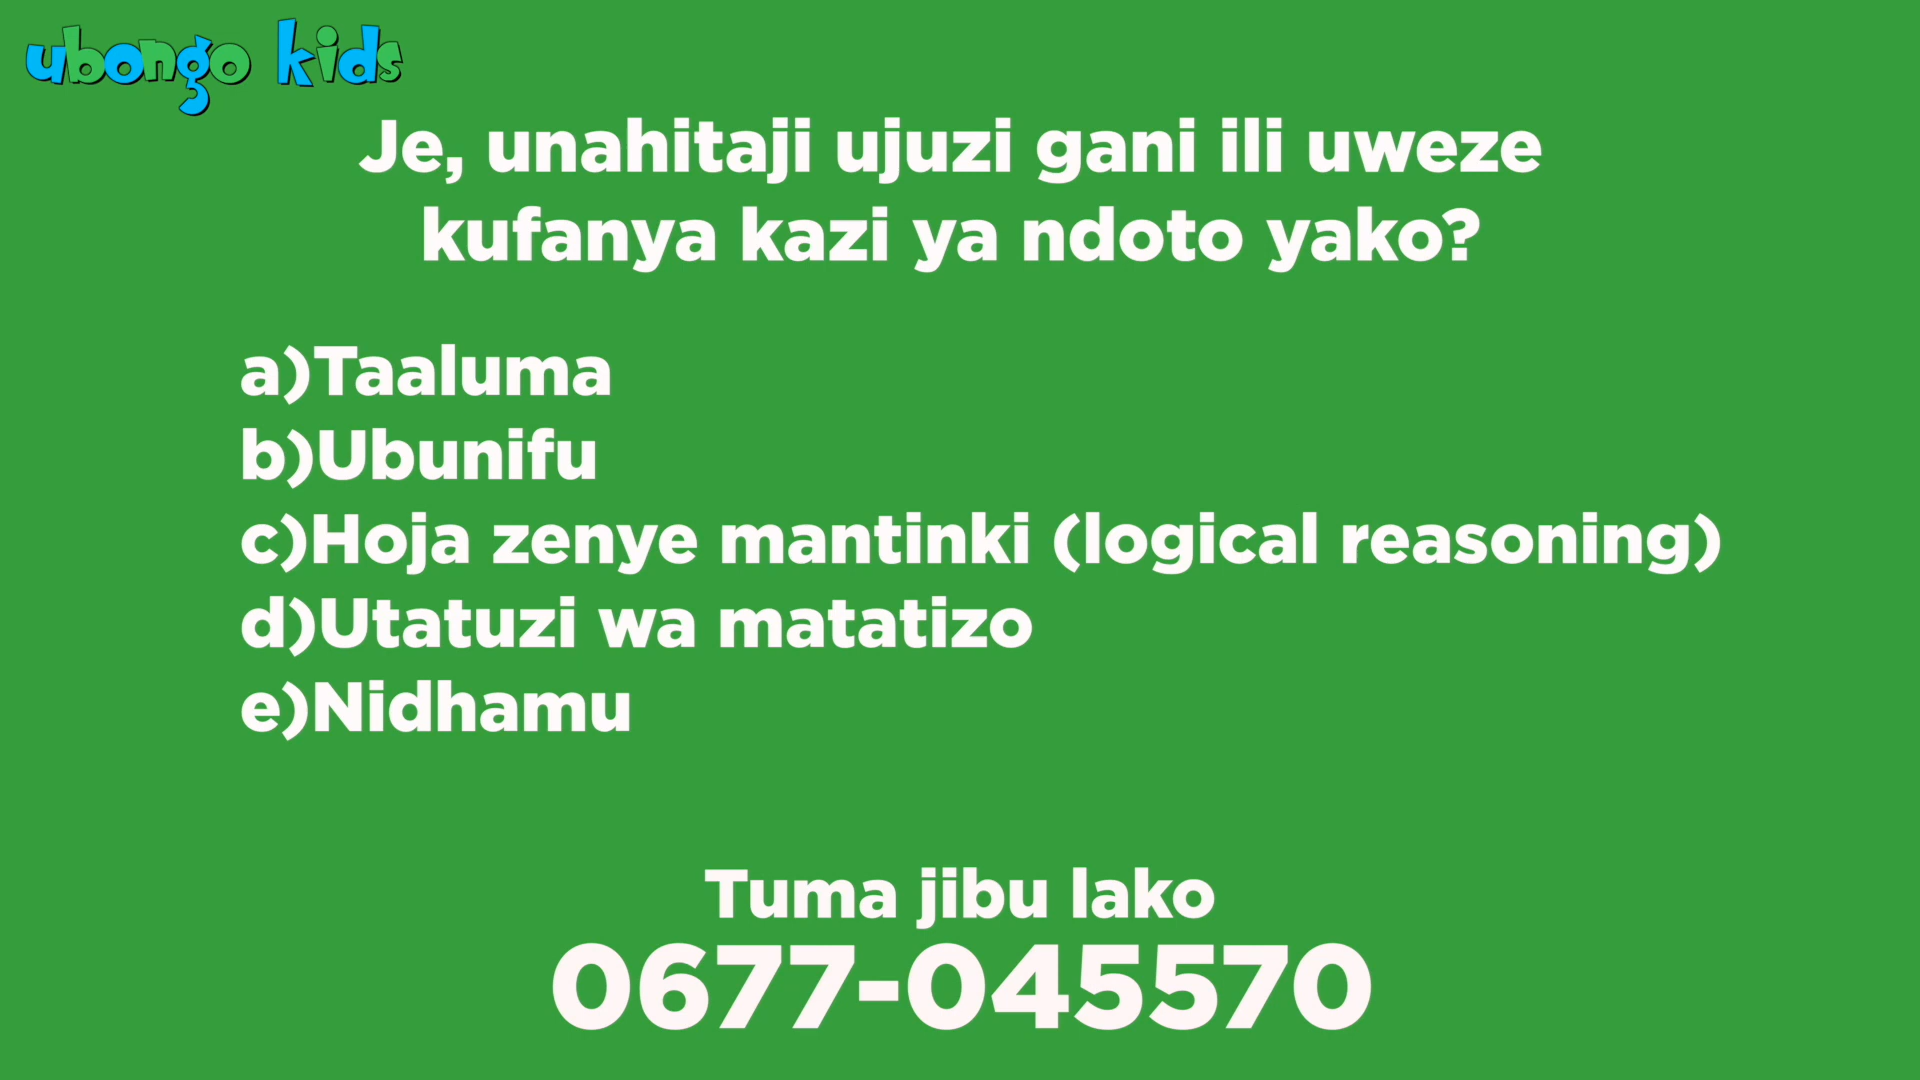 ubongo kids
Je, unahitaji ujuzi gani ili uweze
kufanya kazi ya ndoto yako?
a)Taaluma
b)Ubunifu
c)Hoja zenye mantinki (logical reasoning)
d)Utatuzi wa matatizo
e)Nidhamu
Tuma jibu lako
0677-045570